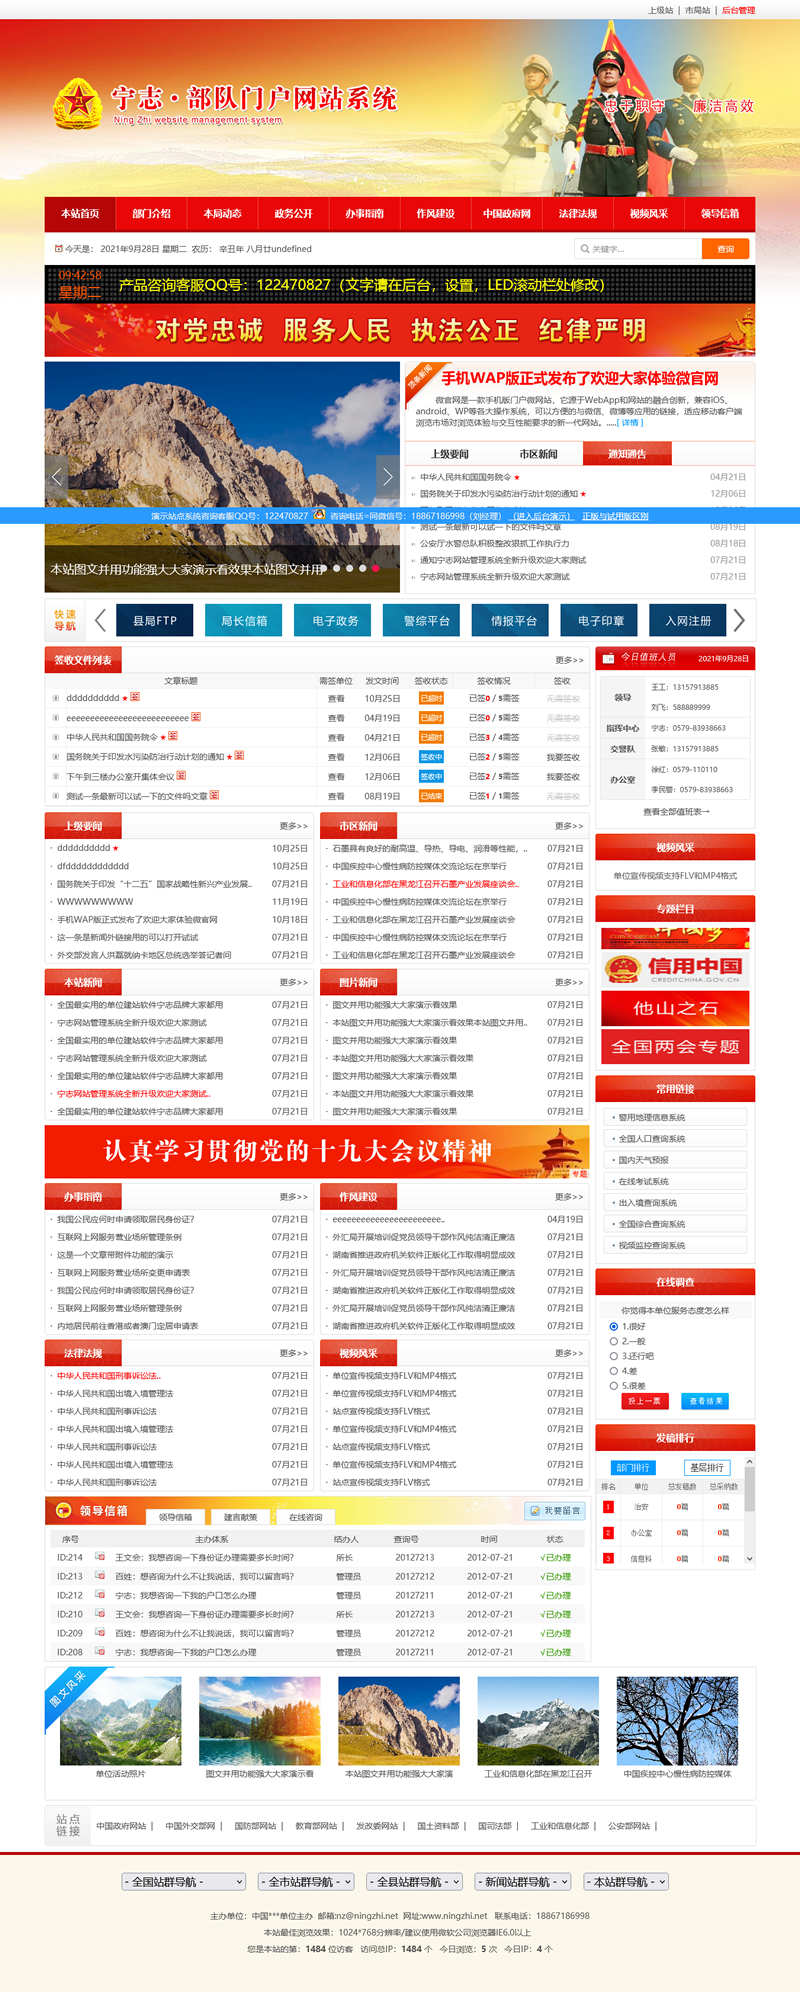 上级站 | 市局站 | 后台管理
宁志·部队门户网站系统
Ning Zhi website management system
忠于职守 廉洁高效
本站首页 部门介绍 本局动态 政务公开 办事指南 作风建设 中国政府网 法律法规 视频风采 领导信箱
今天是： 2021年9月28日 星期二 农历： 辛丑年 八月廿undefined
关键字... 查询
09:42:58
星期二
产品咨询客服QQ号：122470827（文字请在后台，设置，LED滚动栏处修改）
对党忠诚 服务人民 执法公正 纪律严明
顶条新闻
手机WAP版正式发布了欢迎大家体验微官网
微官网是一款手机版门户微网站，它源于WebApp和网站的融合创新，兼容iOS、
android、WP等各大操作系统，可以方便的与微信、微博等应用的链接，适应移动客户端
浏览市场对浏览体验与交互性能要求的新一代网站。.....[ 详情 ]
上级要闻 市区新闻 通知通告
中华人民共和国国务院令 ★ 04月21日
国务院关于印发水污染防治行动计划的通知 ★ 12月06日
演示站点系统咨询客服QQ号：122470827 咨询电话=同微信号：18867186998（刘经理） （进入后台演示） 正版与试用版区别
测试一条最新可以试一下的文件吗文章 08月19日
公安厅水警总队积极整改狠抓工作执行力 08月18日
通知宁志网站管理系统全新升级欢迎大家测试 07月21日
宁志网站管理系统全新升级欢迎大家测试 07月21日
本站图文并用功能强大大家演示看效果本站图文并用
快速
导航
县局FTP 局长信箱 电子政务 警综平台 情报平台 电子印章 入网注册
签收文件列表 更多>>
文章标题 需签单位 发文时间 签收状态 签收情况 签收
dddddddddd ★ 查看 10月25日 已超时 已签0 / 5需签 无需签收
eeeeeeeeeeeeeeeeeeeeeeeeee 查看 04月19日 已超时 已签0 / 5需签 无需签收
中华人民共和国国务院令 ★ 查看 04月21日 已超时 已签3 / 4需签 无需签收
国务院关于印发水污染防治行动计划的通知 ★ 查看 12月06日 签收中 已签2 / 5需签 我要签收
下午到三楼办公室开集体会议 查看 12月06日 签收中 已签2 / 5需签 我要签收
测试一条最新可以试一下的文件吗文章 查看 08月19日 已结束 已签1 / 1需签 无需签收
今日值班人员 2021年9月28日
领导 王工：13157913885
刘飞：588889999
指挥中心 宁志：0579-83938663
交警队 张敏：13157913885
办公室 徐红：0579-110110
李民警：0579-83938663
查看全部值班表→
上级要闻 更多>>
· dddddddddd ★ 10月25日
· dfddddddddddddd 10月25日
· 国务院关于印发“十二五”国家战略性新兴产业发展.. 07月21日
· WWWWWWWWW 11月19日
· 手机WAP版正式发布了欢迎大家体验微官网 10月18日
· 这一条是新闻外链接用的可以打开试试 07月21日
· 外交部发言人洪磊就纳卡地区总统选举答记者问 07月21日
市区新闻 更多>>
· 石墨具有良好的耐高温、导热、导电、润滑等性能，.. 07月21日
· 中国疾控中心慢性病防控媒体交流论坛在京举行 07月21日
· 工业和信息化部在黑龙江召开石墨产业发展座谈会.. 07月21日
· 中国疾控中心慢性病防控媒体交流论坛在京举行 07月21日
· 工业和信息化部在黑龙江召开石墨产业发展座谈会 07月21日
· 中国疾控中心慢性病防控媒体交流论坛在京举行 07月21日
· 工业和信息化部在黑龙江召开石墨产业发展座谈会 07月21日
视频风采
单位宣传视频支持FLV和MP4格式
专题栏目
信用中国
CREDITCHINA.GOV.CN
他山之石
全国两会专题
本站新闻 更多>>
· 全国最实用的单位建站软件宁志品牌大家都用 07月21日
· 宁志网站管理系统全新升级欢迎大家测试 07月21日
· 全国最实用的单位建站软件宁志品牌大家都用 07月21日
· 宁志网站管理系统全新升级欢迎大家测试 07月21日
· 全国最实用的单位建站软件宁志品牌大家都用 07月21日
· 宁志网站管理系统全新升级欢迎大家测试.. 07月21日
· 全国最实用的单位建站软件宁志品牌大家都用 07月21日
图片新闻 更多>>
· 图文并用功能强大大家演示看效果 07月21日
· 本站图文并用功能强大大家演示看效果本站图文并用.. 07月21日
· 图文并用功能强大大家演示看效果 07月21日
· 本站图文并用功能强大大家演示看效果 07月21日
· 图文并用功能强大大家演示看效果 07月21日
· 本站图文并用功能强大大家演示看效果 07月21日
· 图文并用功能强大大家演示看效果 07月21日
常用链接
• 警用地理信息系统
• 全国人口查询系统
• 国内天气预报
• 在线考试系统
• 出入境查询系统
• 全国综合查询系统
• 视频监控查询系统
认真学习贯彻党的十九大会议精神
专题
办事指南 更多>>
· 我国公民应何时申请领取居民身份证? 07月21日
· 互联网上网服务营业场所管理条例 07月21日
· 这是一个文章带附件功能的演示 07月21日
· 互联网上网服务营业场所变更申请表 07月21日
· 我国公民应何时申请领取居民身份证? 07月21日
· 互联网上网服务营业场所管理条例 07月21日
· 内地居民前往香港或者澳门定居申请表 07月21日
作风建设 更多>>
· eeeeeeeeeeeeeeeeeeeeeee.. 04月19日
· 外汇局开展培训促党员领导干部作风纯洁清正廉洁 07月21日
· 湖南省推进政府机关软件正版化工作取得明显成效 07月21日
· 外汇局开展培训促党员领导干部作风纯洁清正廉洁 07月21日
· 湖南省推进政府机关软件正版化工作取得明显成效 07月21日
· 外汇局开展培训促党员领导干部作风纯洁清正廉洁 07月21日
· 湖南省推进政府机关软件正版化工作取得明显成效 07月21日
在线调查
你觉得本单位服务态度怎么样
1.很好
2.一般
3.还行吧
4.差
5.很差
投上一票 查看结果
法律法规 更多>>
· 中华人民共和国刑事诉讼法.. 07月21日
· 中华人民共和国出境入境管理法 07月21日
· 中华人民共和国刑事诉讼法 07月21日
· 中华人民共和国出境入境管理法 07月21日
· 中华人民共和国刑事诉讼法 07月21日
· 中华人民共和国出境入境管理法 07月21日
· 中华人民共和国刑事诉讼法 07月21日
视频风采 更多>>
· 单位宣传视频支持FLV和MP4格式 07月21日
· 单位宣传视频支持FLV和MP4格式 07月21日
· 站点宣传视频支持FLV格式 07月21日
· 单位宣传视频支持FLV和MP4格式 07月21日
· 站点宣传视频支持FLV格式 07月21日
· 单位宣传视频支持FLV和MP4格式 07月21日
· 站点宣传视频支持FLV格式 07月21日
发稿排行
部门排行 基层排行
排名 单位 总发稿数 总采纳数
1 治安 0篇 0篇
2 办公室 0篇 0篇
3 信息科 0篇 0篇
领导信箱 领导信箱 建言献策 在线咨询 我要留言
序号 主办体系 结办人 查询号 时间 状态
ID:214 王文会：我想咨询一下身份证办理需要多长时间? 所长 20127213 2012-07-21 √已办理
ID:213 百姓：想咨询为什么不让我说话，我可以留言吗? 管理员 20127212 2012-07-21 √已办理
ID:212 宁志：我想咨询一下我的户口怎么办理 管理员 20127211 2012-07-21 √已办理
ID:210 王文会：我想咨询一下身份证办理需要多长时间? 所长 20127213 2012-07-21 √已办理
ID:209 百姓：想咨询为什么不让我说话，我可以留言吗? 管理员 20127212 2012-07-21 √已办理
ID:208 宁志：我想咨询一下我的户口怎么办理 管理员 20127211 2012-07-21 √已办理
图文风采
单位活动照片 图文并用功能强大大家演示看 本站图文并用功能强大大家演 工业和信息化部在黑龙江召开 中国疾控中心慢性病防控媒体
站点
链接
中国政府网站 | 中国外交部网 | 国防部网站 | 教育部网站 | 发改委网站 | 国土资料部 | 国司法部 | 工业和信息化部 | 公安部网站 |
- 全国站群导航 - - 全市站群导航 - - 全县站群导航 - - 新闻站群导航 - - 本站群导航 -
主办单位：中国***单位主办 邮箱:nz@ningzhi.net 网址:www.ningzhi.net 联系电话：18867186998
本站最佳浏览效果：1024*768分辨率/建议使用微软公司浏览器IE6.0以上
您是本站的第：1484 位访客 访问总IP：1484 个 今日浏览：5 次 今日IP：4 个